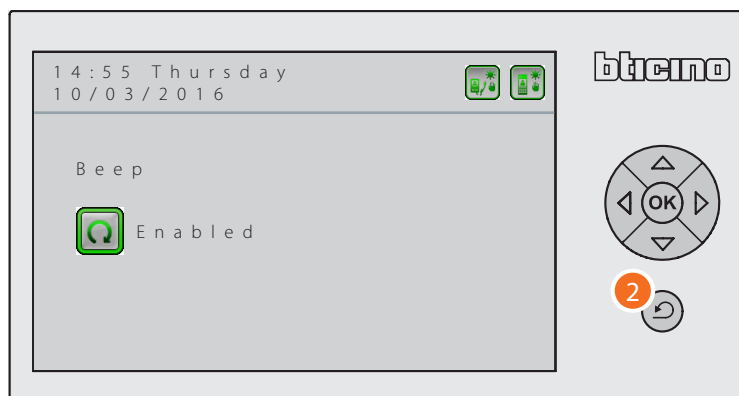 14:55 Thursday
10/03/2016
bticino
Beep
Enabled
OK
2